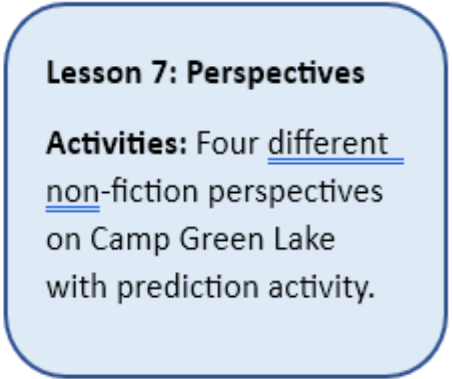 Lesson 7: Perspectives
Activities: Four different
non-fiction perspectives
on Camp Green Lake
with prediction activity.